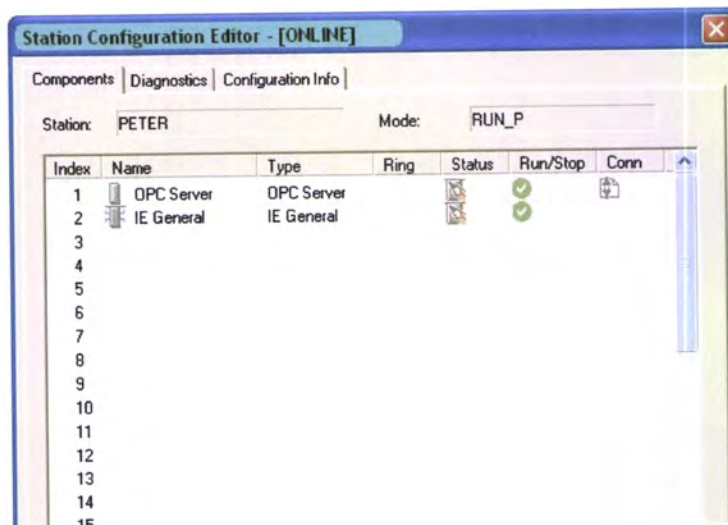 Station Configuration Editor - [ONLINE]
Components Diagnostics Configuration Info
Station: PETER Mode: RUN_P
Index Name Type Ring Status Run/Stop Conn
1 OPC Server OPC Server
2 IE General IE General
3
4
5
6
7
8
9
10
11
12
13
14
15